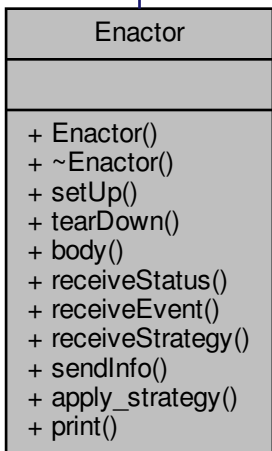 Enactor
+ Enactor()
+ ~Enactor()
+ setUp()
+ tearDown()
+ body()
+ receiveStatus()
+ receiveEvent()
+ receiveStrategy()
+ sendInfo()
+ apply_strategy()
+ print()